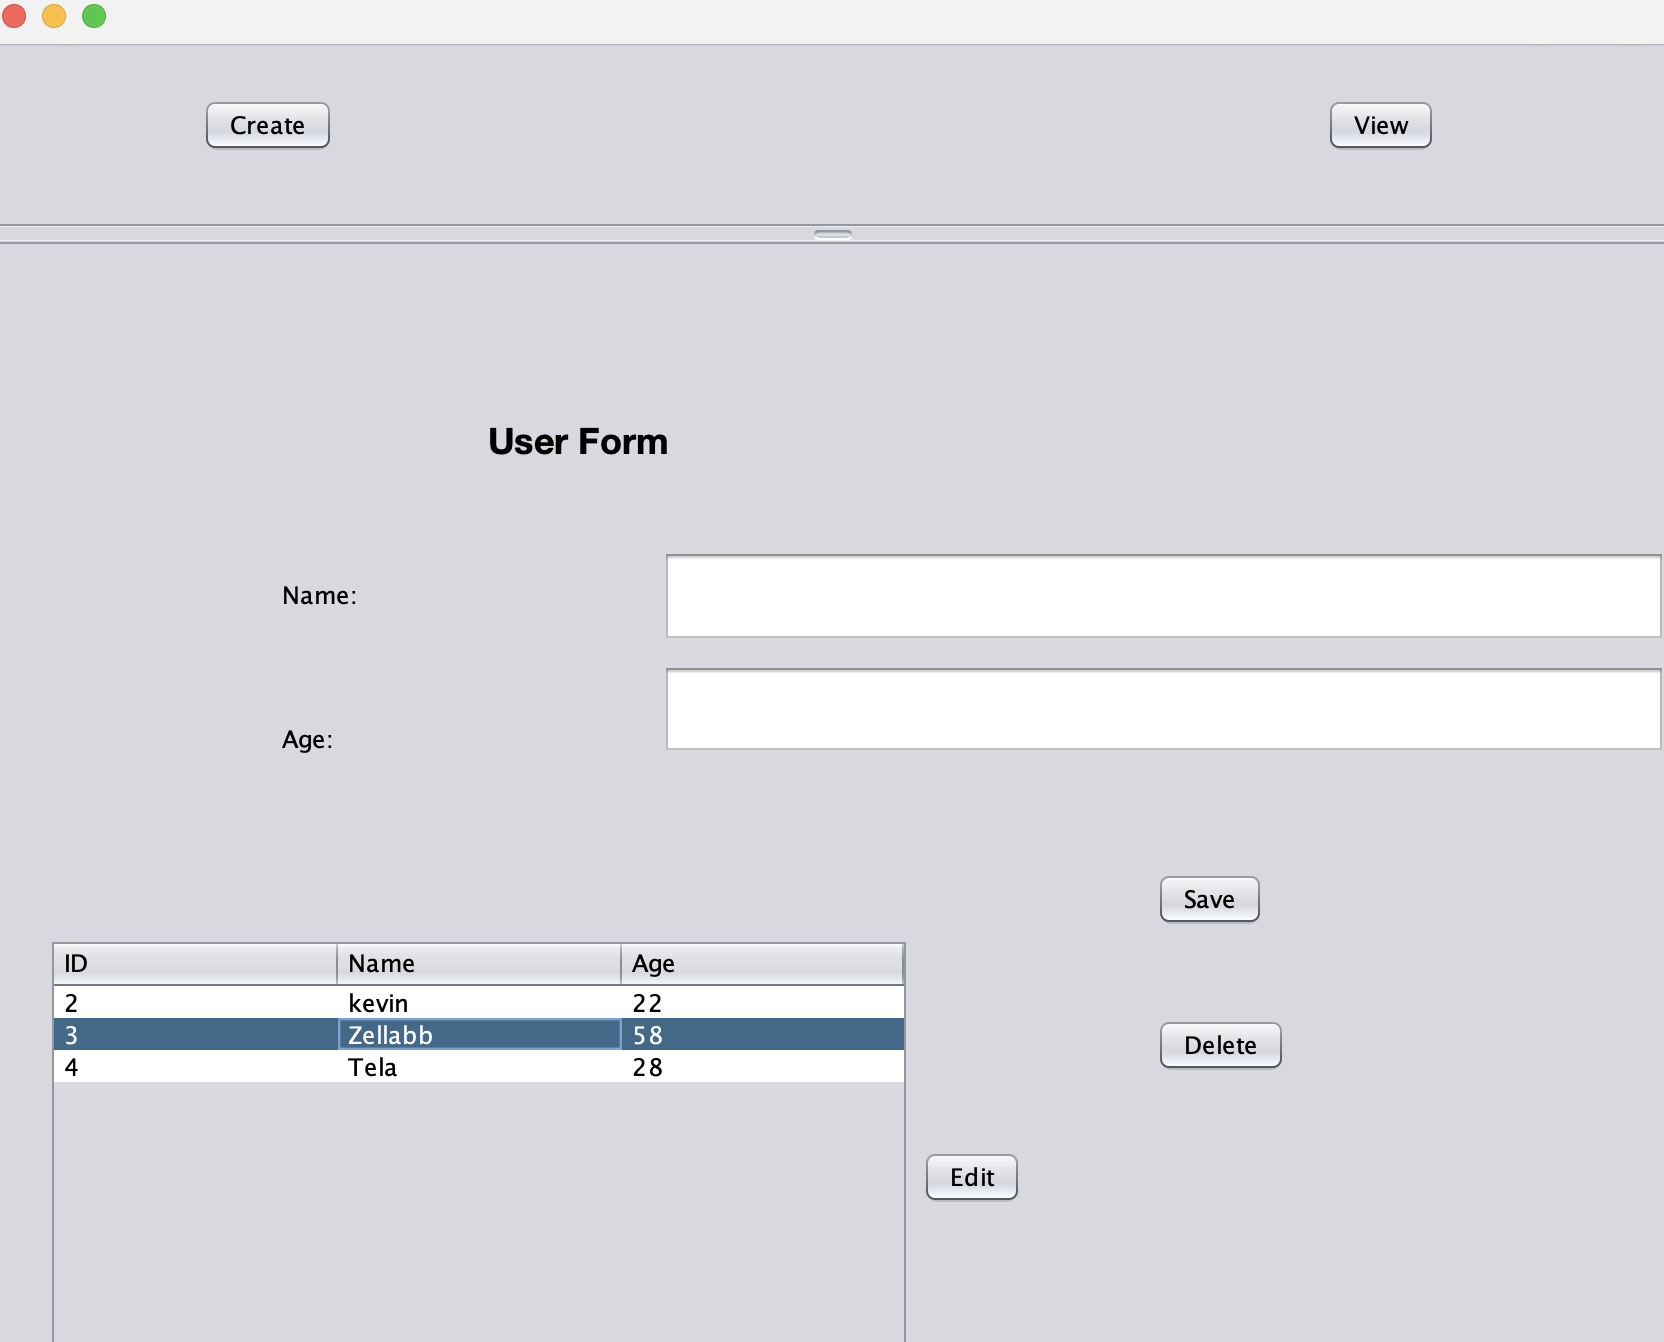 Create View
User Form
Name:
Age:
Save
ID Name Age
2 kevin 22
3 Zellabb 58
4 Tela 28
Delete
Edit